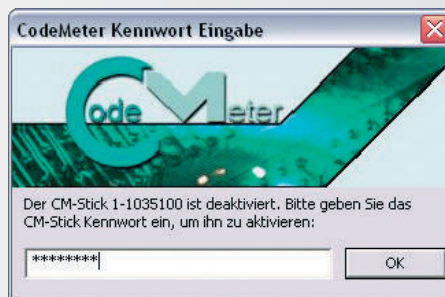 CodeMeter Kennwort Eingabe
Code Meter
Der CM-Stick 1-1035100 ist deaktiviert. Bitte geben Sie das
CM-Stick Kennwort ein, um ihn zu aktivieren:
********
OK